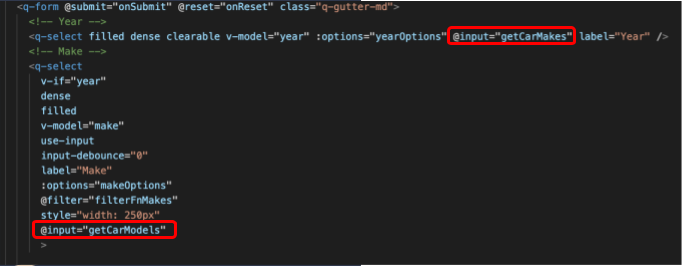 <q-form @submit="onSubmit" @reset="onReset" class="q-gutter-md">
<!-- Year -->
<q-select filled dense clearable v-model="year" :options="yearOptions" @input="getCarMakes" label="Year" />
<!-- Make -->
<q-select
v-if="year"
dense
filled
v-model="make"
use-input
input-debounce="0"
label="Make"
:options="makeOptions"
@filter="filterFnMakes"
style="width: 250px"
@input="getCarModels"
>